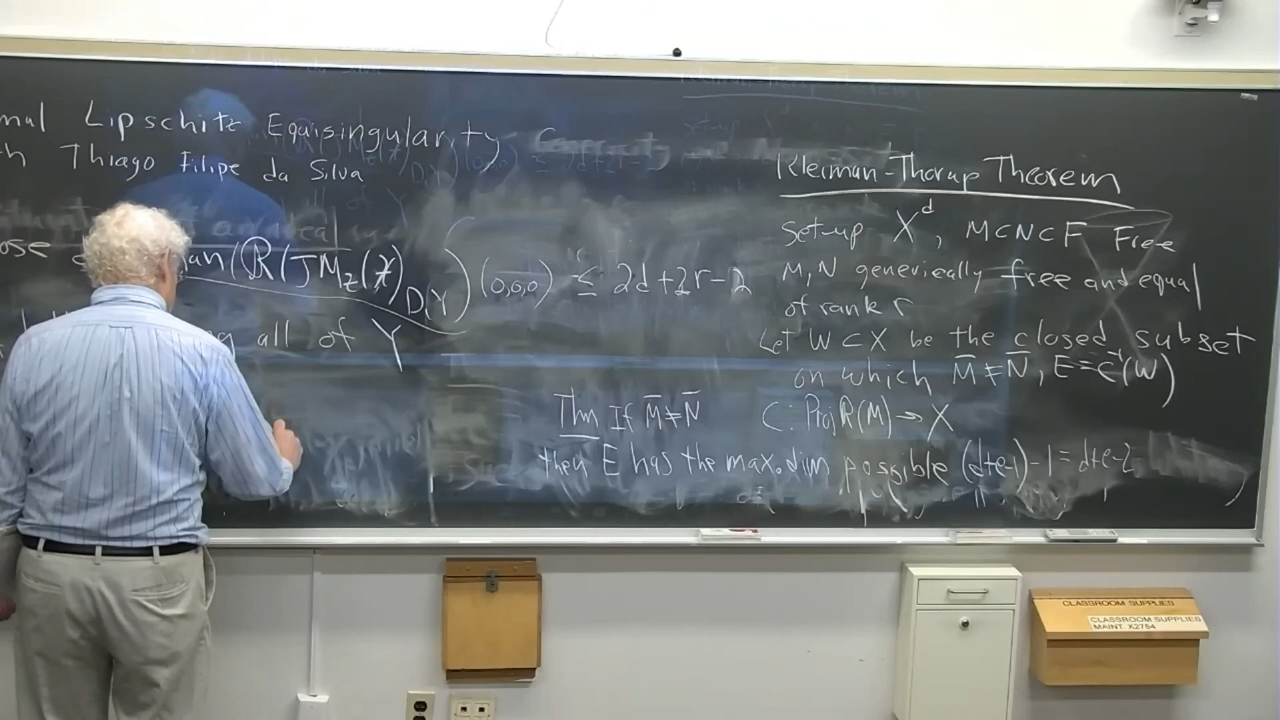 mal Lipschitz Equisingularity
Thiago Filipe da Silva
ose
(ℝ(JM_z(𝒳)_{D(Y)})(0,0,0) ≤ 2d+2r-2
all of Y
Kleiman-Thorup Theorem
Set-up X^d, M⊂N⊂F Free
M, N generically free and equal
of rank r
Let W⊂X be the closed subset
on which M̄≠N̄, E=C^{-1}(W)
Thm If M̄≠N̄ C: Proj R(M)→X
then E has the max. dim possible (d+e-1)-1=d+e-2
CLASSROOM SUPPLIES
CLASSROOM SUPPLIES
MAINT. X2754